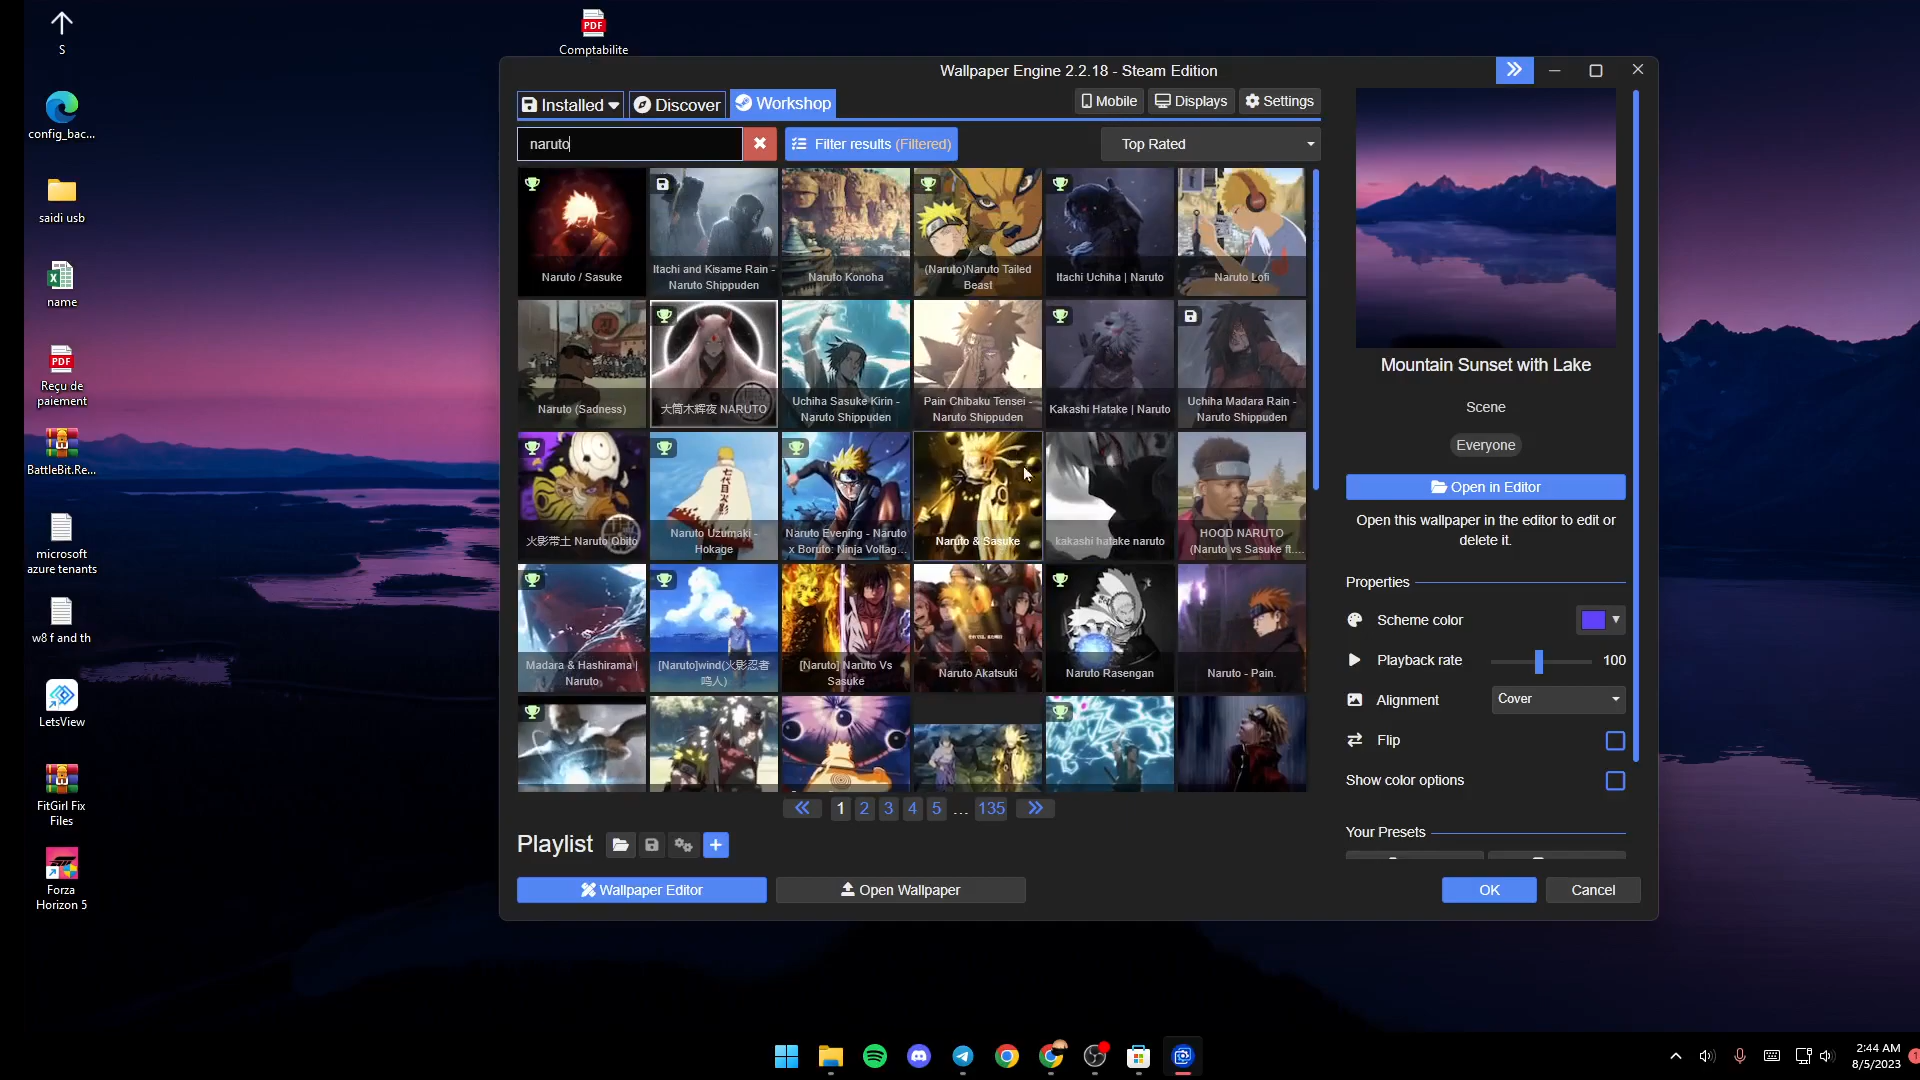 S
Comptabilite
config_bac...
saidi usb
name
Reçu de
paiement
BattleBit.Re...
microsoft
azure tenants
w8 f and th
LetsView
FitGirl Fix
Files
Forza
Horizon 5
Wallpaper Engine 2.2.18 - Steam Edition
Installed
Discover
Workshop
Mobile
Displays
Settings
naruto
Filter results (Filtered)
Top Rated
Naruto / Sasuke
Itachi and Kisame Rain -
Naruto Shippuden
Naruto Konoha
(Naruto)Naruto Tailed
Beast
Itachi Uchiha | Naruto
Naruto Lofi
Naruto (Sadness)
大筒木辉夜 NARUTO
Uchiha Sasuke Kirin -
Naruto Shippuden
Pain Chibaku Tensei -
Naruto Shippuden
Kakashi Hatake | Naruto
Uchiha Madara Rain -
Naruto Shippuden
火影带土 Naruto Obito
Naruto Uzumaki -
Hokage
Naruto Evening - Naruto
x Boruto: Ninja Voltag...
Naruto & Sasuke
kakashi hatake naruto
HOOD NARUTO
(Naruto vs Sasuke ft....
Madara & Hashirama |
Naruto
[Naruto]wind(火影忍者
鸣人)
[Naruto] Naruto Vs
Sasuke
Naruto Akatsuki
Naruto Rasengan
Naruto - Pain.
1 2 3 4 5 ... 135
Playlist
Wallpaper Editor
Open Wallpaper
Mountain Sunset with Lake
Scene
Everyone
Open in Editor
Open this wallpaper in the editor to edit or
delete it.
Properties
Scheme color
Playback rate
100
Alignment
Cover
Flip
Show color options
Your Presets
OK
Cancel
2:44 AM
8/5/2023